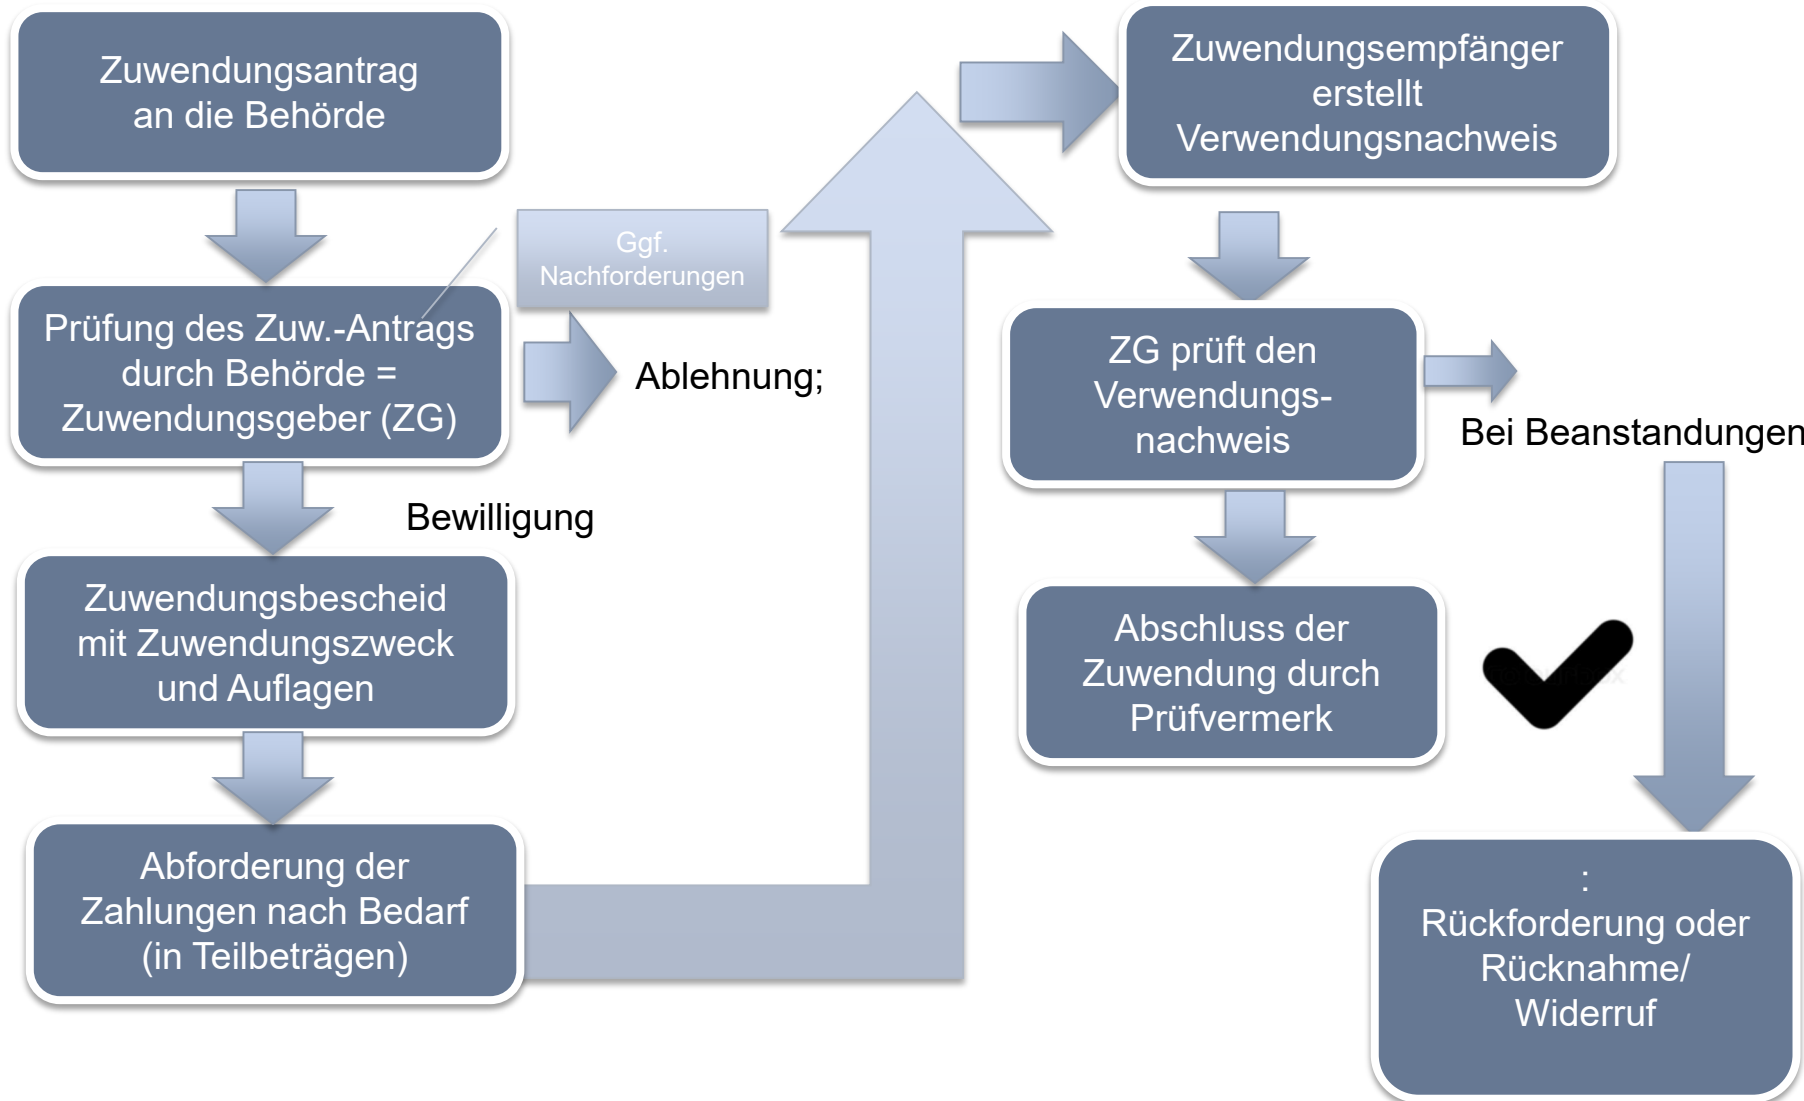 Zuwendungsantrag
an die Behörde
Ggf.
Nachforderungen
Prüfung des Zuw.-Antrags
durch Behörde =
Zuwendungsgeber (ZG)
Ablehnung;
Bewilligung
Zuwendungsbescheid
mit Zuwendungszweck
und Auflagen
Abforderung der
Zahlungen nach Bedarf
(in Teilbeträgen)
Zuwendungsempfänger
erstellt
Verwendungsnachweis
ZG prüft den
Verwendungs-
nachweis
Bei Beanstandungen
Abschluss der
Zuwendung durch
Prüfvermerk
:
Rückforderung oder
Rücknahme/
Widerruf